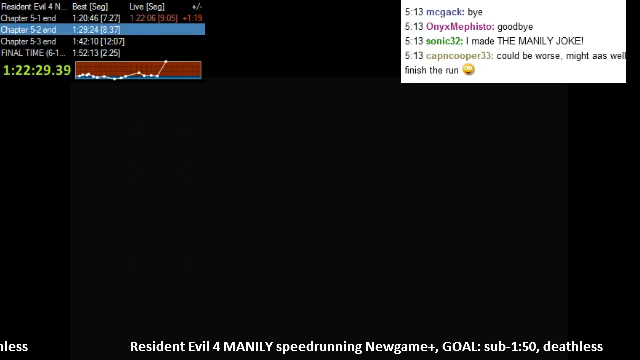 Resident Evil 4 N... Best [Seg] Live [Seg] +/-
Chapter 5-1 end 1:20:46 [7:27] 1:22:06 [9:05] +1:19
Chapter 5-2 end 1:29:24 [8:37]
Chapter 5-3 end 1:42:10 [12:07]
FINAL TIME (6-1... 1:52:13 [2:25]
1:22:29.39
5:13 mcgack: bye
5:13 OnyxMephisto: goodbye
5:13 sonic32: I made THE MANILY JOKE!
5:13 capncooper33: could be worse, might aas well
finish the run
hless Resident Evil 4 MANILY speedrunning Newgame+, GOAL: sub-1:50, deathless